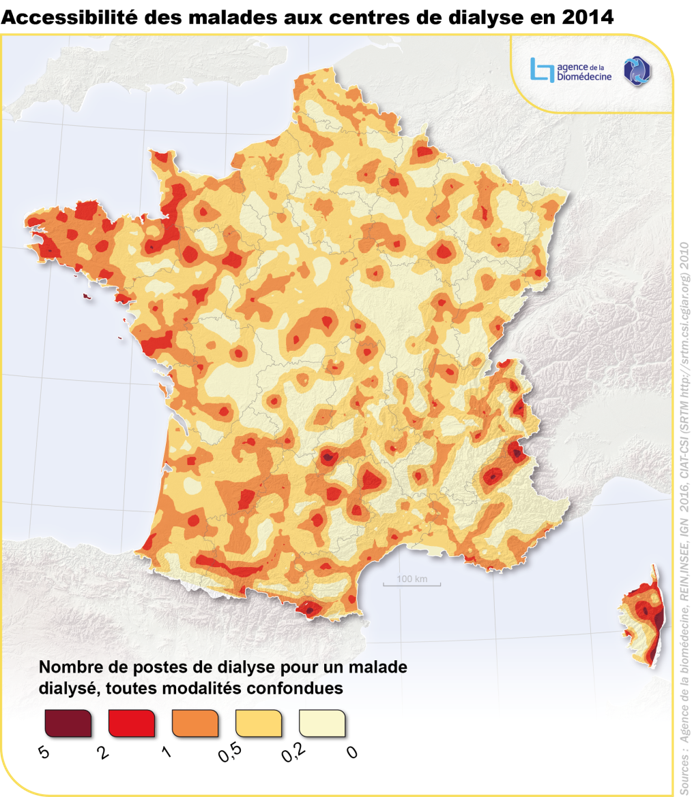 Accessibilité des malades aux centres de dialyse en 2014
agence de la
biomédecine
100 km
Nombre de postes de dialyse pour un malade
dialysé, toutes modalités confondues
5 2 1 0,5 0,2 0
Sources : Agence de la biomédecine, REIN,INSEE, IGN 2016, CIAT-CSI (SRTM http://srtm.csi.cgiar.org) 2010